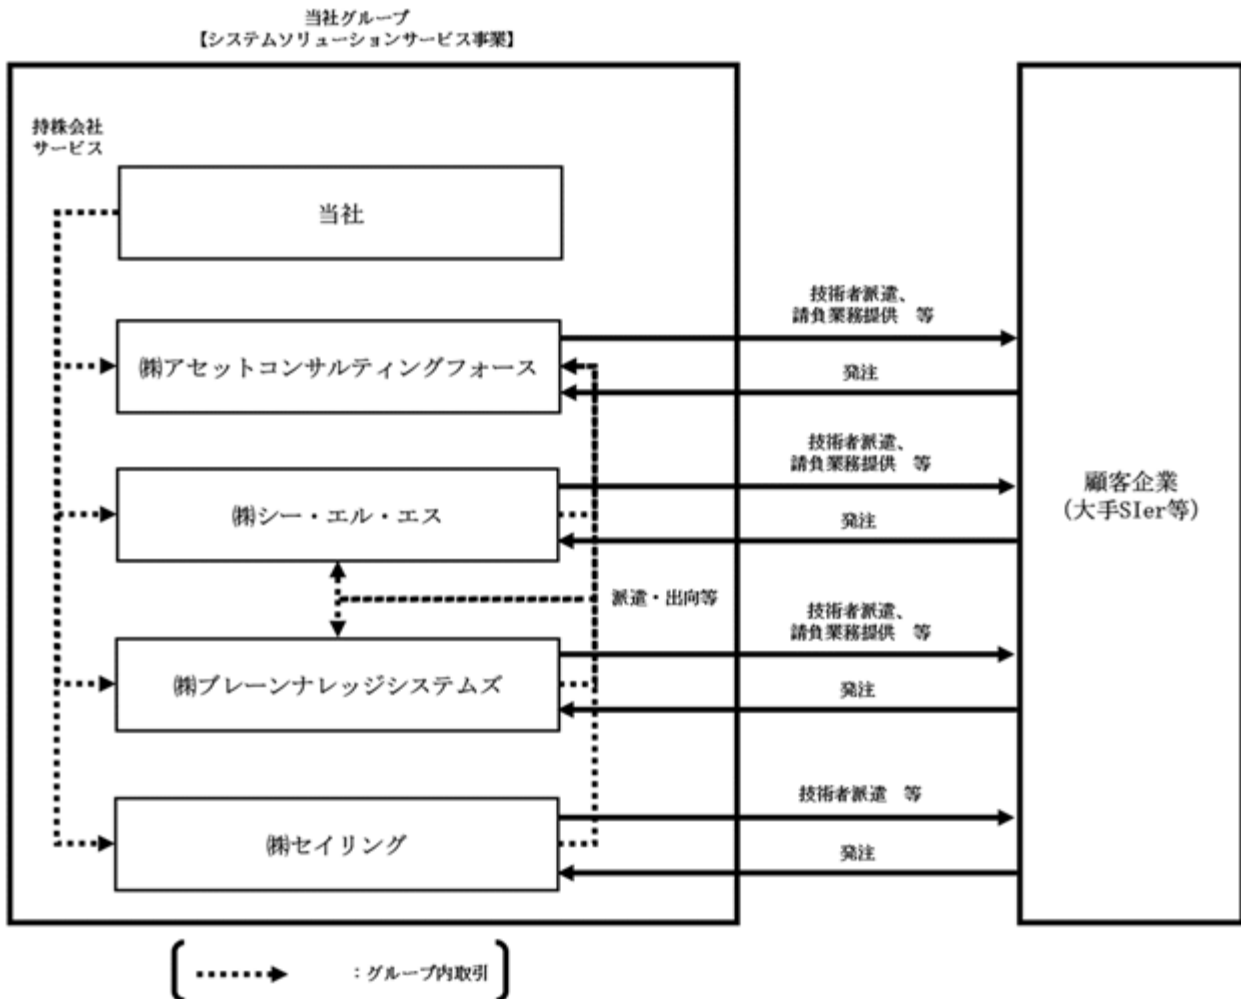 当社グループ
【システムソリューションサービス事業】
持株会社
サービス
当社
技術者派遣、
請負業務提供　等
㈱アセットコンサルティングフォース
発注
技術者派遣、
請負業務提供　等
㈱シー・エル・エス
発注
顧客企業
(大手SIer等)
派遣・出向等
技術者派遣、
請負業務提供　等
㈱ブレーンナレッジシステムズ
発注
技術者派遣　等
㈱セイリング
発注
：グループ内取引